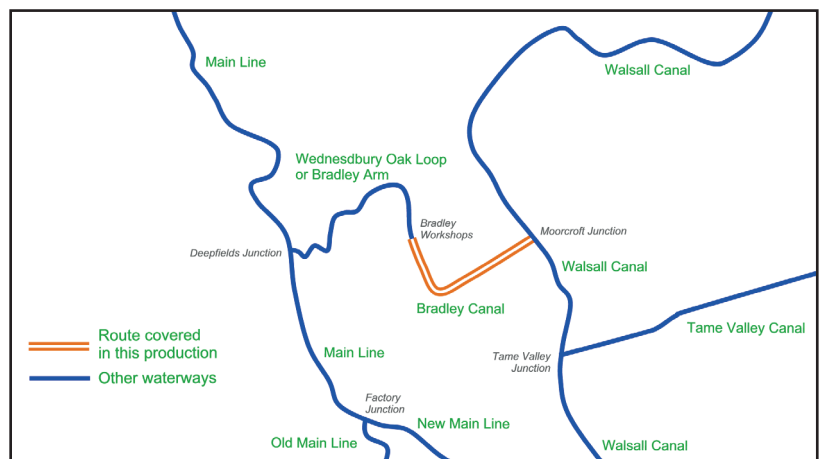 Main Line
Walsall Canal
Wednesdbury Oak Loop
or Bradley Arm
Bradley
Workshops
Moorcroft Junction
Deepfields Junction
Walsall Canal
Bradley Canal
Tame Valley Canal
Route covered
in this production
Main Line
Tame Valley
Junction
Other waterways
Factory
Junction
New Main Line
Old Main Line
Walsall Canal